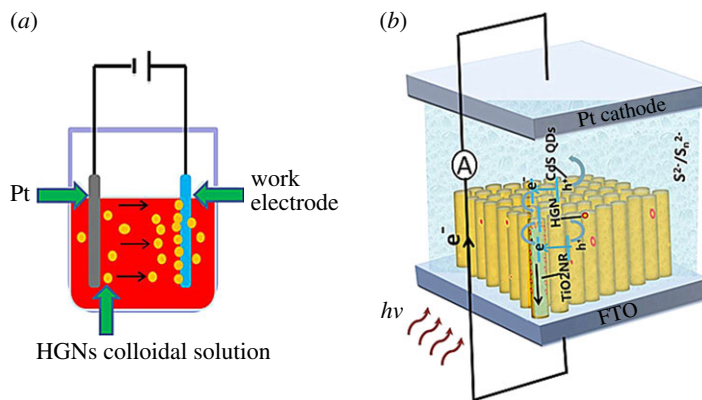 (a)
Pt
work
electrode
HGNs colloidal solution
(b)
Pt cathode
A
CdS QDs
S²⁻/Sₙ²⁻
e⁻
h⁺
HGN
e⁻
e⁻
h⁺
TiO2NR
hv
FTO